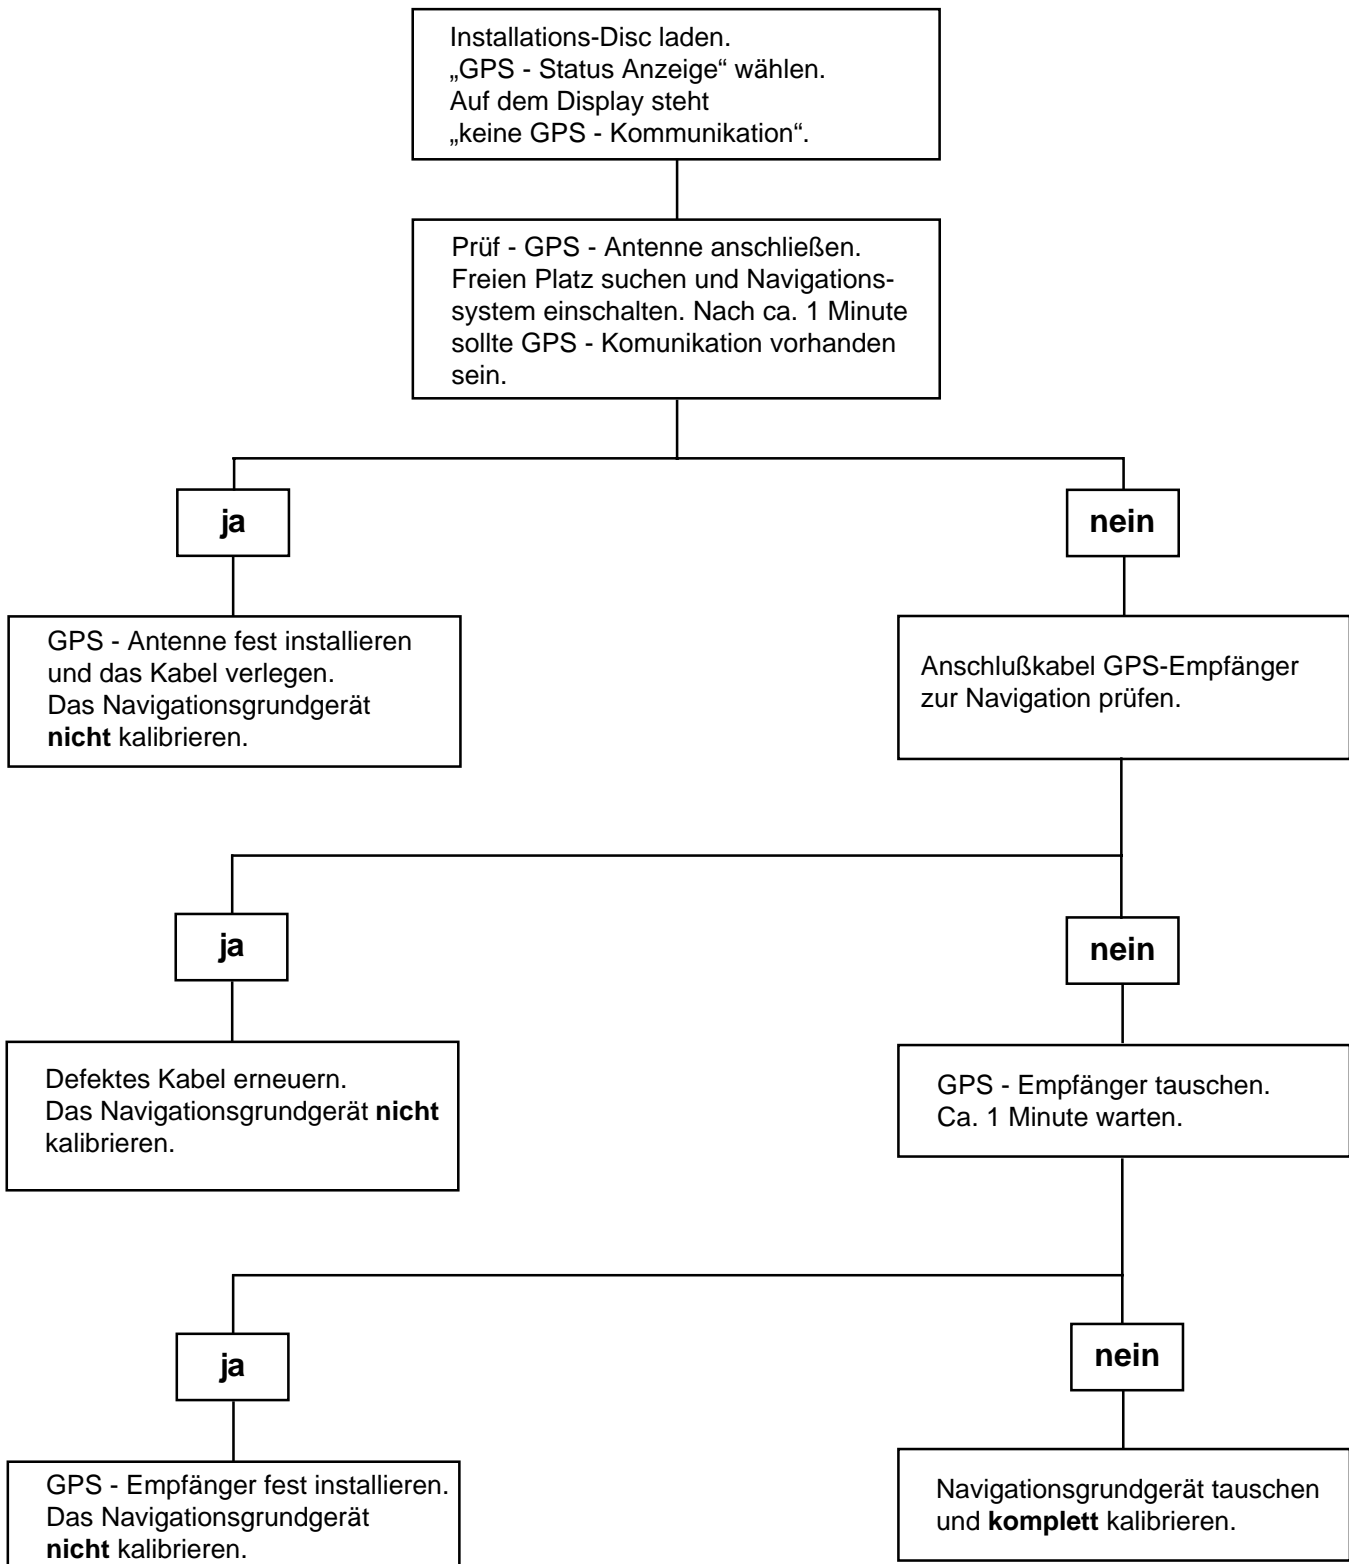 Installations-Disc laden.
„GPS - Status Anzeige“ wählen.
Auf dem Display steht
„keine GPS - Kommunikation“.
Prüf - GPS - Antenne anschließen.
Freien Platz suchen und Navigations-
system einschalten. Nach ca. 1 Minute
sollte GPS - Komunikation vorhanden
sein.
ja
nein
GPS - Antenne fest installieren
und das Kabel verlegen.
Das Navigationsgrundgerät
nicht kalibrieren.
Anschlußkabel GPS-Empfänger
zur Navigation prüfen.
ja
nein
Defektes Kabel erneuern.
Das Navigationsgrundgerät nicht
kalibrieren.
GPS - Empfänger tauschen.
Ca. 1 Minute warten.
ja
nein
GPS - Empfänger fest installieren.
Das Navigationsgrundgerät
nicht kalibrieren.
Navigationsgrundgerät tauschen
und komplett kalibrieren.